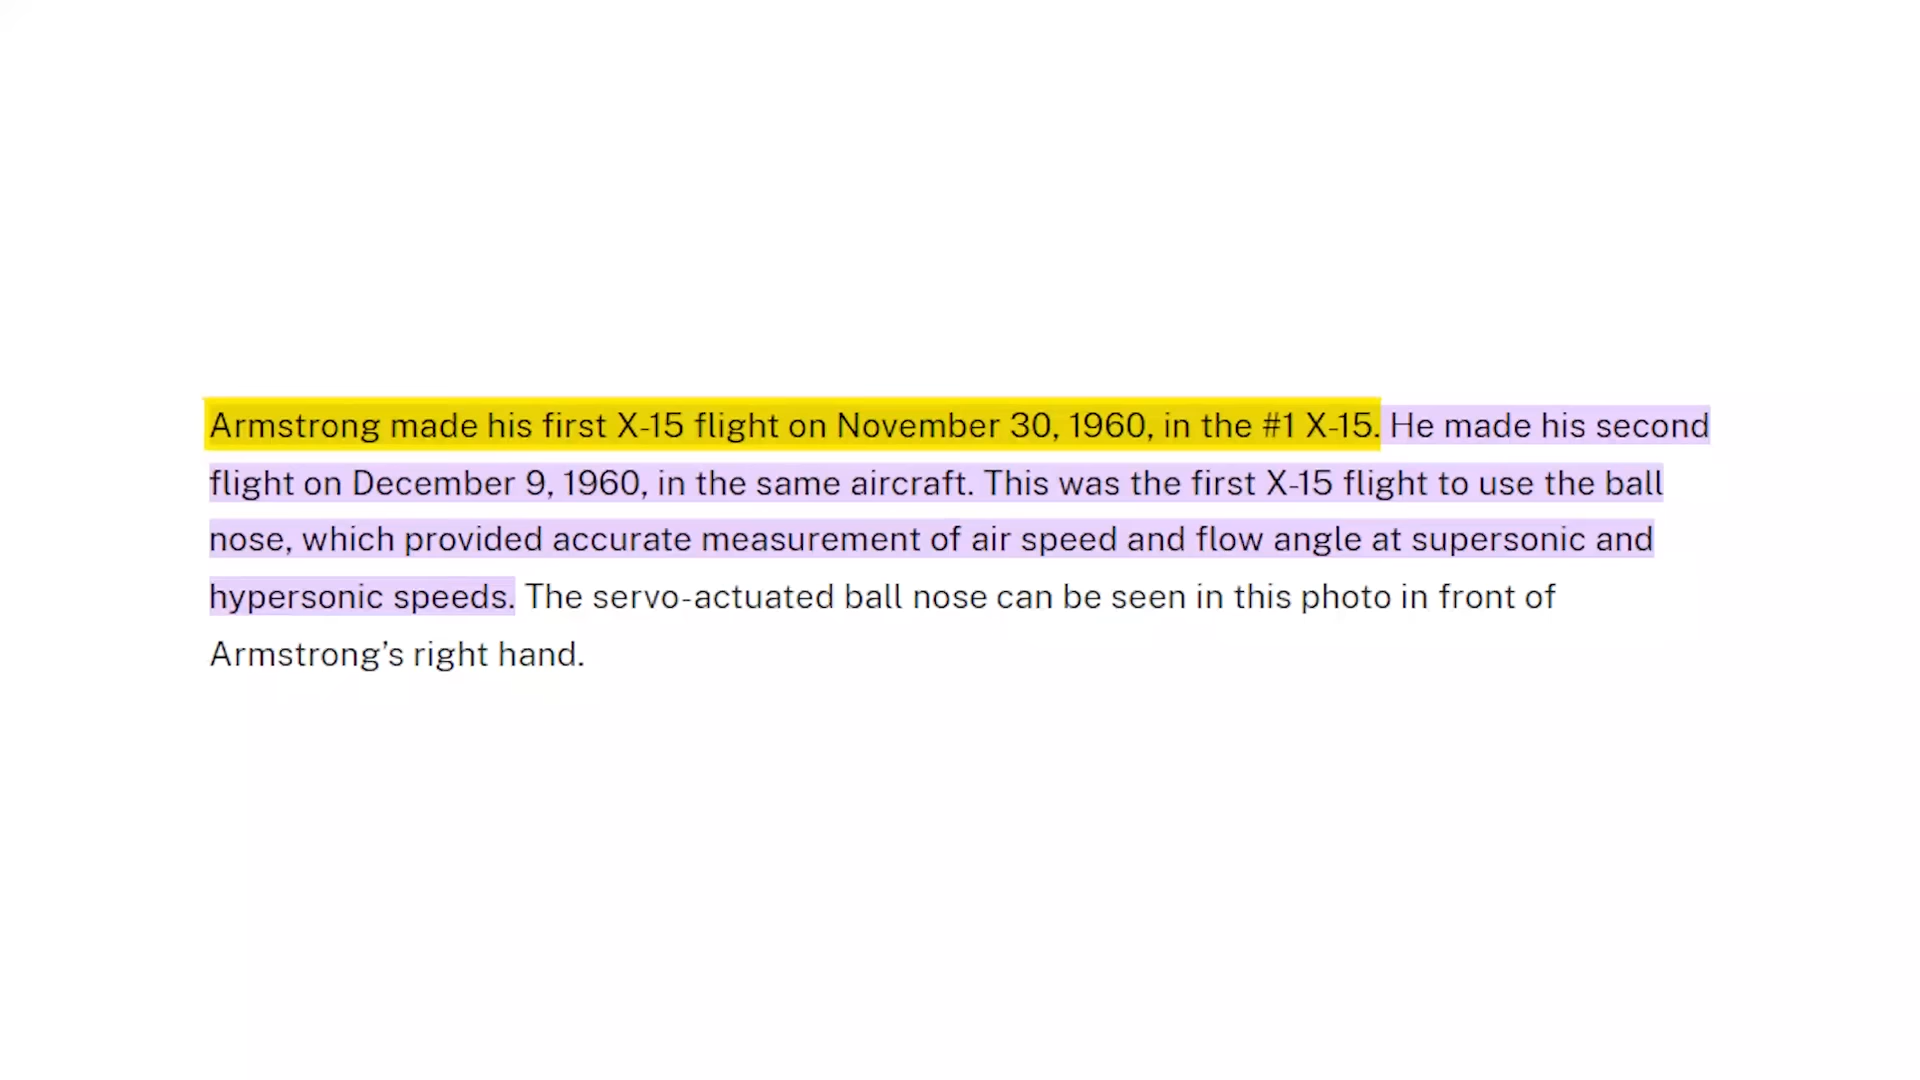 Armstrong made his first X-15 flight on November 30, 1960, in the #1 X-15. He made his second
flight on December 9, 1960, in the same aircraft. This was the first X-15 flight to use the ball
nose, which provided accurate measurement of air speed and flow angle at supersonic and
hypersonic speeds. The servo-actuated ball nose can be seen in this photo in front of
Armstrong’s right hand.